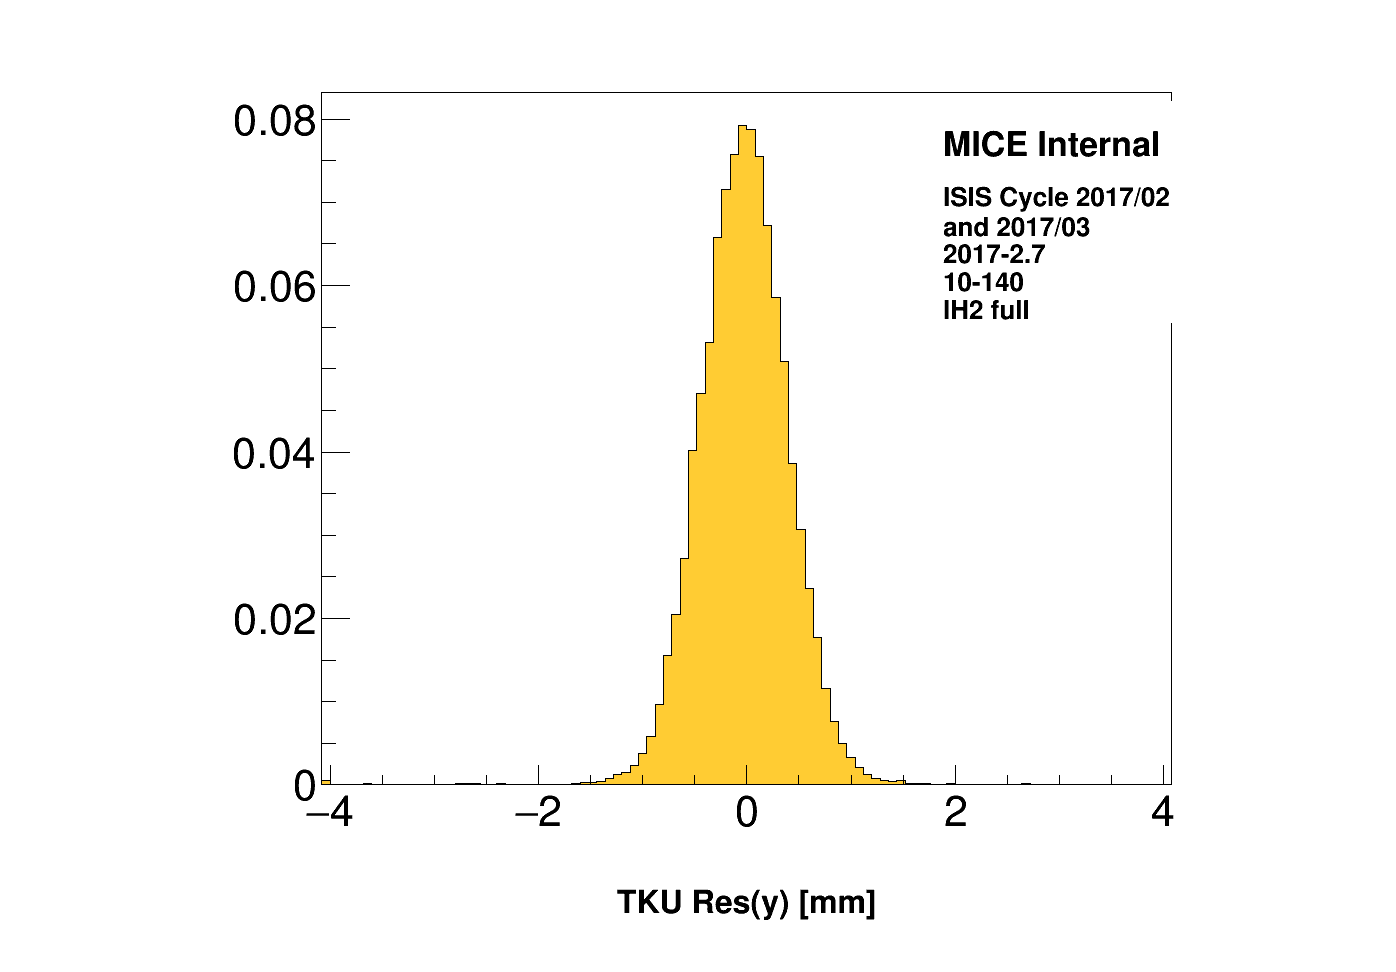 0.08
0.06
0.04
0.02
0
−4
−2
0
2
4
TKU Res(y) [mm]
MICE Internal
ISIS Cycle 2017/02
and 2017/03
2017-2.7
10-140
lH2 full